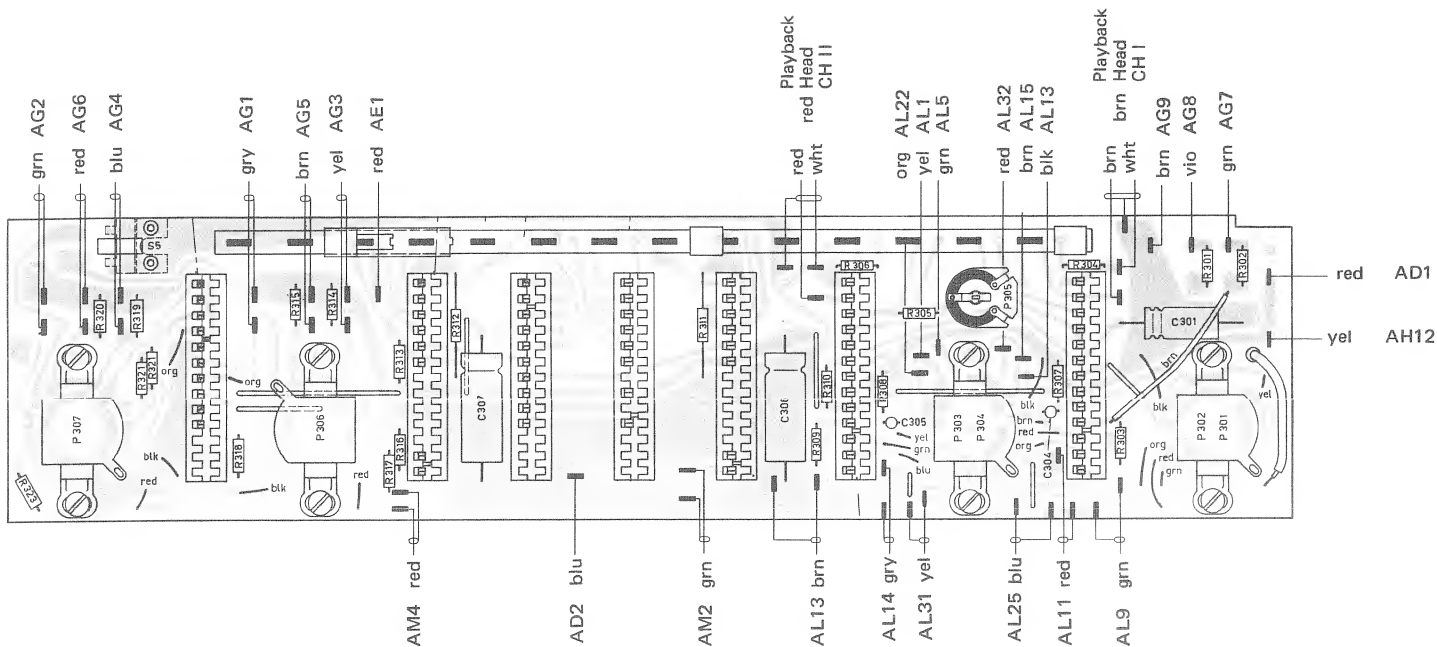 grn AG2
red AG6
blu AG4
gry AG1
brn AG5
yel AG3
red AE1
Playback
red Head
CH II
red
wht
org AL22
yel AL1
grn AL5
red AL32
brn AL15
blk AL13
Playback
brn Head
CH I
brn
wht
brn AG9
vio AG8
grn AG7
red AD1
yel AH12
S5
R320
R319
R315
R314
R312
R311
R306
R305
P305
R304
R301
R302
C301
org
R321
R322
org
R313
C307
C306
R310
R308
R307
brn
blk
yel
P307
P306
P303
P304
P302
P301
blk
brn
red
org
C305
yel
grn
blu
C304
R309
R303
org
red
grn
R318
R316
R317
blk
red
blk
red
R323
AM4 red
AD2 blu
AM2 grn
AL13 brn
AL14 gry
AL31 yel
AL25 blu
AL11 red
AL9 grn